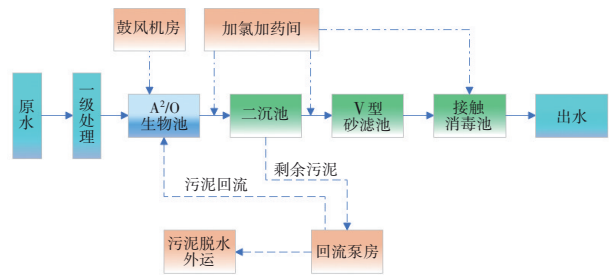 鼓风机房
加氯加药间
原
水
一
级
处
理
A²/O
生物池
二沉池
V型
砂滤池
接触
消毒池
出水
剩余污泥
污泥回流
污泥脱水
外运
回流泵房